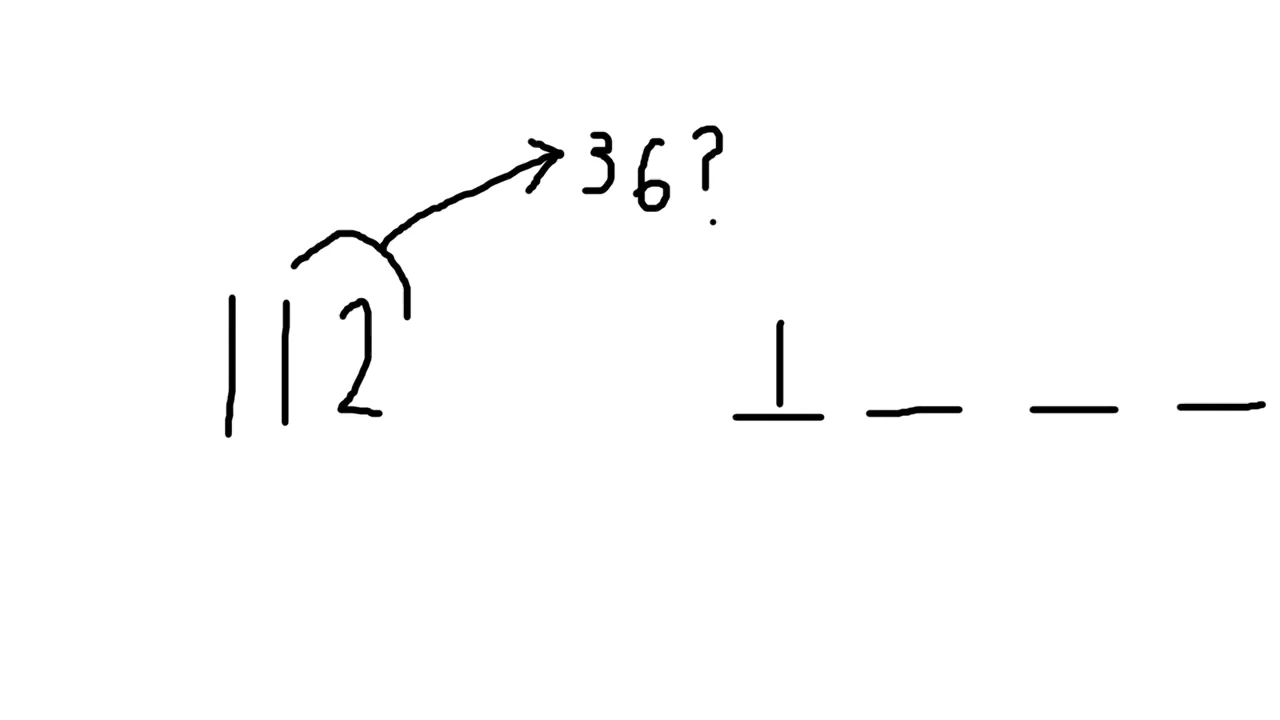 36?
112
1 _ _ _